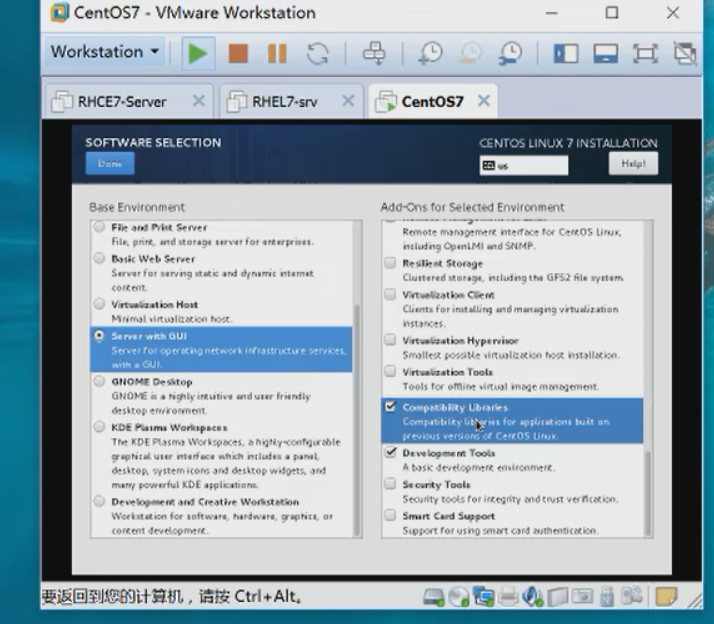 CentOS7 - VMware Workstation
Workstation
RHCE7-Server
RHEL7-srv
CentOS7
SOFTWARE SELECTION
CENTOS LINUX 7 INSTALLATION
Done
us
Help!
Base Environment
Add-Ons for Selected Environment
File and Print Server
File, print, and storage server for enterprises.
Basic Web Server
Server for serving static and dynamic internet
content.
Virtualization Host
Minimal virtualization host.
Server with GUI
Server for operating network infrastructure services,
with a GUI.
GNOME Desktop
GNOME is a highly intuitive and user friendly
desktop environment.
KDE Plasma Workspaces
The KDE Plasma Workspaces, a highly-configurable
graphical user interface which includes a panel,
desktop, system icons and desktop widgets, and
many powerful KDE applications.
Development and Creative Workstation
Workstation for software, hardware, graphics, or
content development.
Remote management interface for CentOS Linux,
including OpenLMI and SNMP.
Resilient Storage
Clustered storage, including the GFS2 file system.
Virtualization Client
Clients for installing and managing virtualization
instances.
Virtualization Hypervisor
Smallest possible virtualization host installation.
Virtualization Tools
Tools for offline virtual image management.
Compatibility Libraries
Compatibility libraries for applications built on
previous versions of CentOS Linux.
Development Tools
A basic development environment.
Security Tools
Security tools for integrity and trust verification.
Smart Card Support
Support for using smart card authentication.
要返回到您的计算机，请按 Ctrl+Alt。